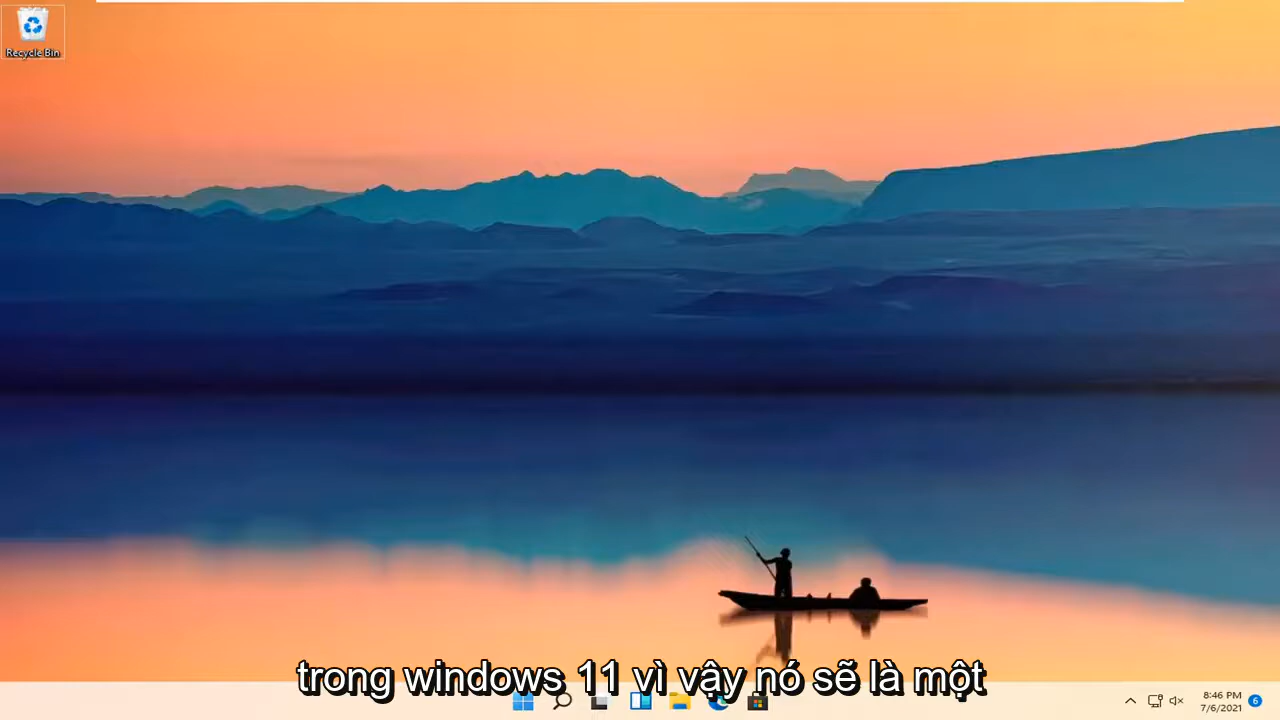 Recycle Bin
trong windows 11 vì vậy nó sẽ là một
8:46 PM
7/6/2021
6